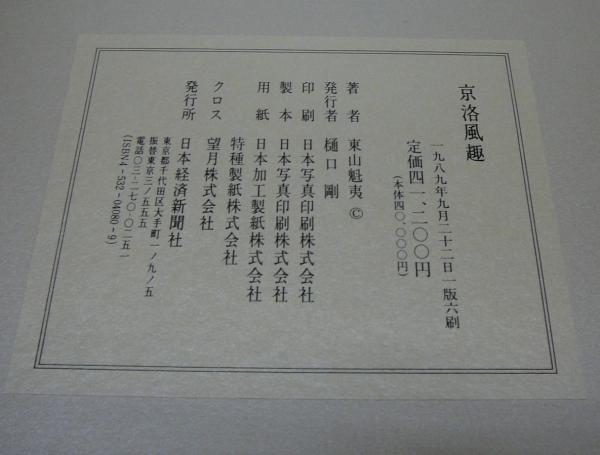 京洛風趣
一九八九年九月二十二日一版六刷
定価四一、二〇〇円
(本体四〇、〇〇〇円)
著者 東山魁夷 ©
発行者 樋口剛
印刷 日本写真印刷株式会社
製本 日本写真印刷株式会社
用紙 日本加工製紙株式会社
特種製紙株式会社
クロス 望月株式会社
発行所 日本経済新聞社
東京都千代田区大手町一ノ九ノ五
振替東京三ノ五五五
電話〇三-二七〇-〇二五一
(ISBN4-532-04080-9)